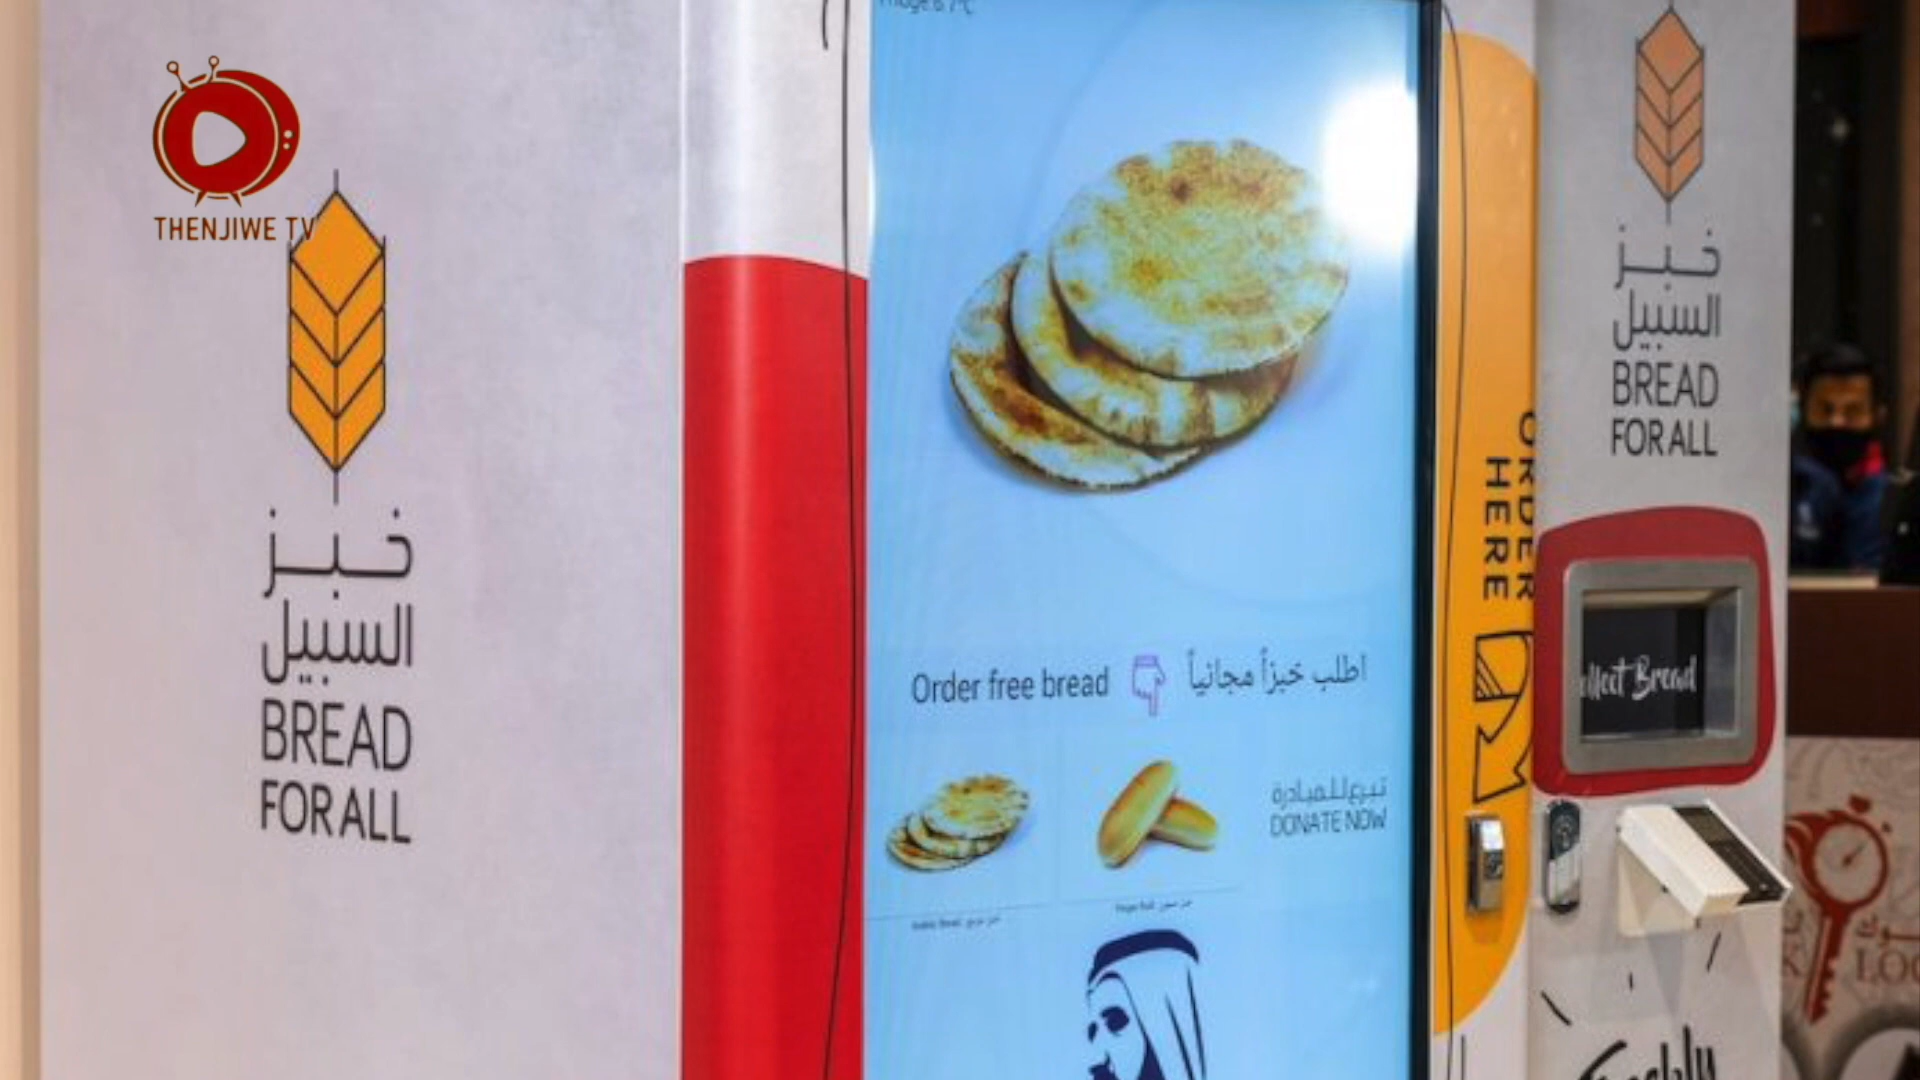 THENJIWE TV
خبز
السبيل
BREAD
FOR ALL
Order free bread
اطلب خبزاً مجانياً
تبرع للمبادرة
DONATE NOW
ORDER
HERE
خبز
السبيل
BREAD
FOR ALL
Bread